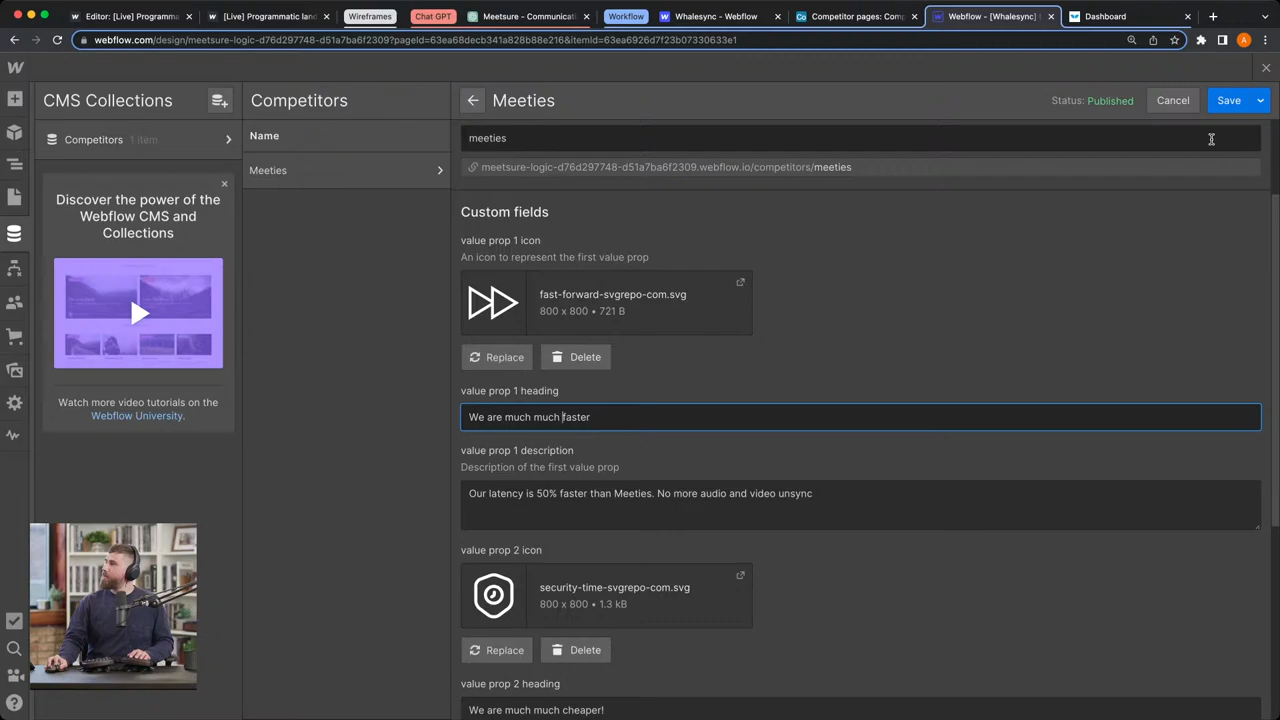 Editor: [Live] Programma
[Live] Programmatic lan
Wireframes
Chat GPT
Meetsure - Communicati
Workflow
Whalesync - Webflow
Competitor pages: Com
Webflow - [Whalesync]
Dashboard
webflow.com/design/meetsure-logic-d76d297748-d51a7ba6f2309?pageId=63ea68decb341a828b88e216&itemId=63ea6926d7f23b07330633e1
A
CMS Collections
Competitors
Meeties
Status: Published
Cancel
Save
Competitors 1 item
Name
Meeties
meeties
meetsure-logic-d76d297748-d51a7ba6f2309.webflow.io/competitors/meeties
Discover the power of the
Webflow CMS and
Collections
Watch more video tutorials on the
Webflow University.
Custom fields
value prop 1 icon
An icon to represent the first value prop
fast-forward-svgrepo-com.svg
800 x 800 • 721 B
Replace
Delete
value prop 1 heading
We are much much faster
value prop 1 description
Description of the first value prop
Our latency is 50% faster than Meeties. No more audio and video unsync
value prop 2 icon
security-time-svgrepo-com.svg
800 x 800 • 1.3 kB
Replace
Delete
value prop 2 heading
We are much much cheaper!